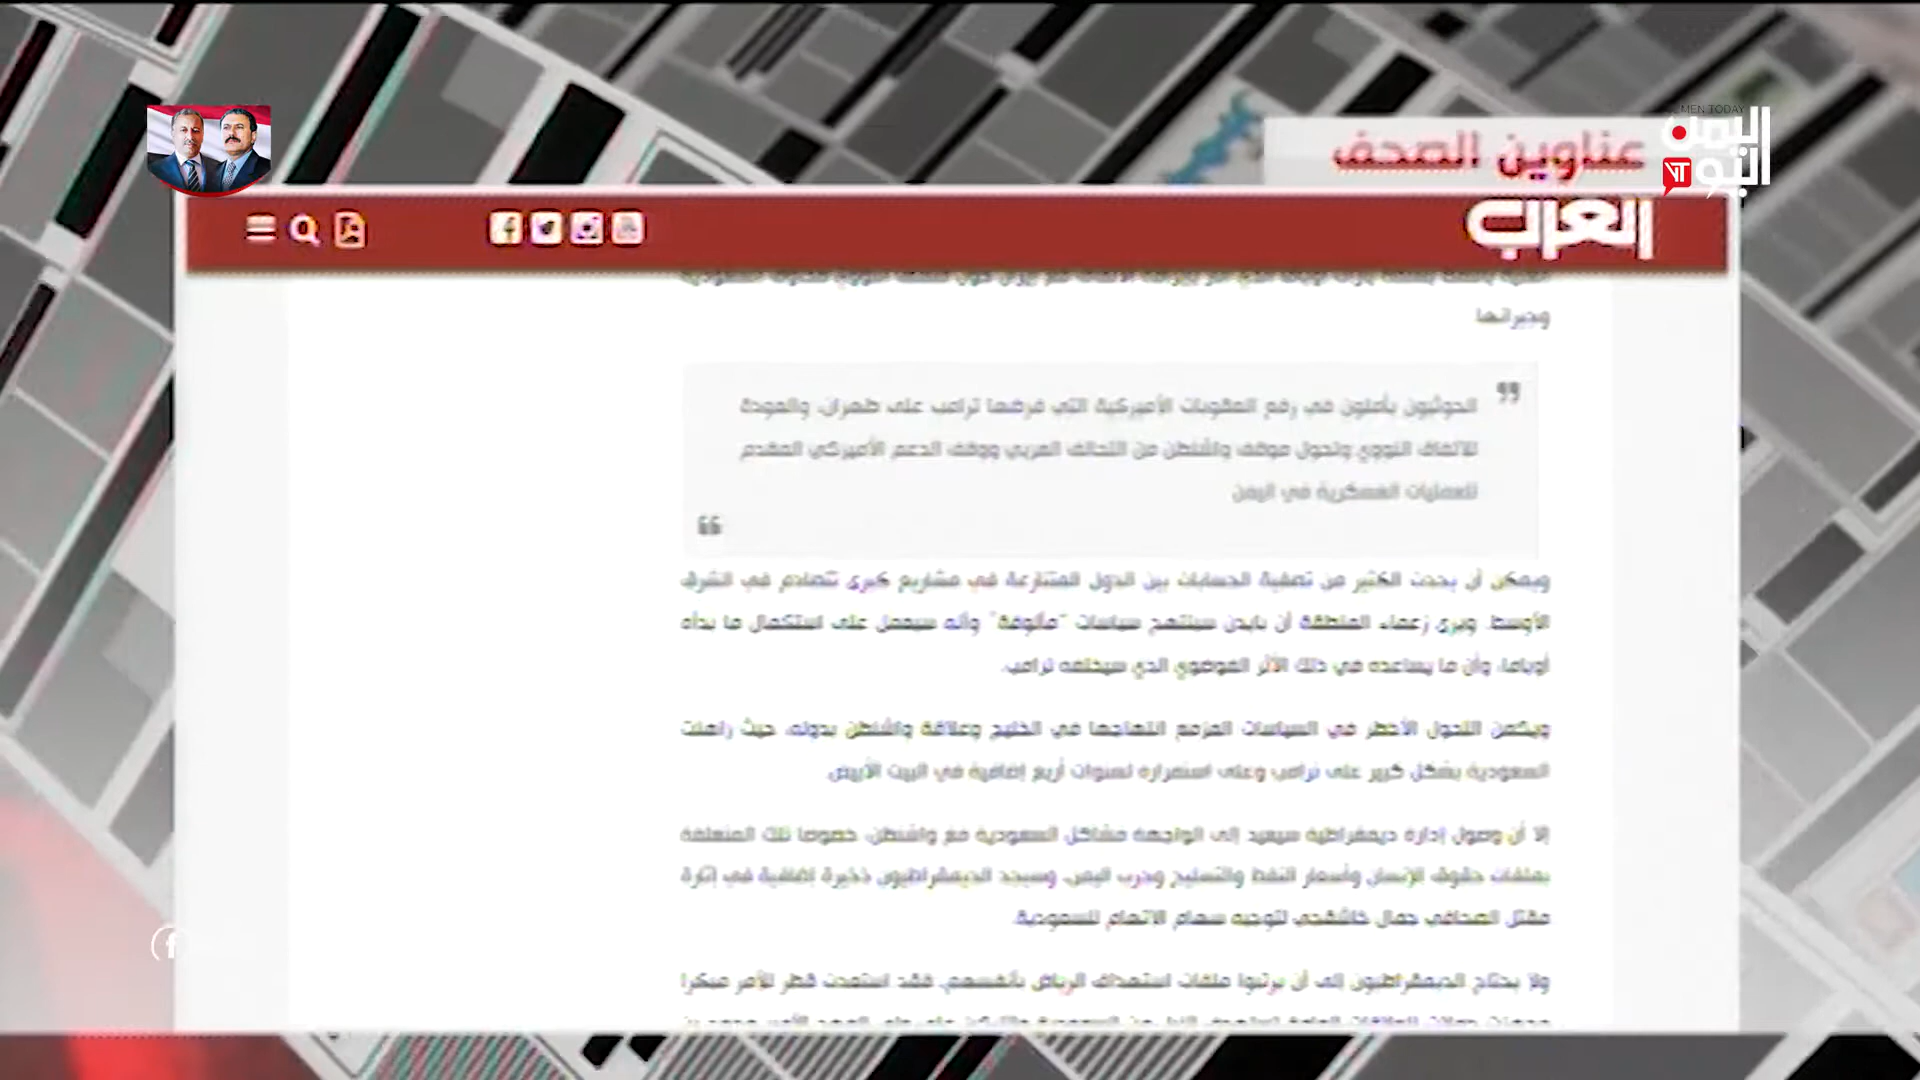 MEN TODAY
اليمن
اليوم
YT
عناوين الصحف
العرب
وجيرانها
الحوثيون يأملون في رفع العقوبات الأميركية التي فرضها ترامب على طهران، والعودة
للاتفاق النووي وتحول موقف واشنطن من التحالف العربي ووقف الدعم الأميركي المقدم
للعمليات العسكرية في اليمن
ويمكن أن يحدث الكثير من تصفية الحسابات بين الدول المتنازعة في مشاريع كبرى تتصادم في الشرق
الأوسط. ويرى زعماء المنطقة أن بايدن سينتهج سياسات "مألوفة" وأنه سيعمل على استكمال ما بدأه
أوباما، وأن ما يساعده في ذلك الأثر الفوضوي الذي سيخلفه ترامب.
ويكمن التحول الأخطر في السياسات المزمع انتهاجها في الخليج وعلاقة واشنطن بدوله، حيث راهنت
السعودية بشكل كبير على ترامب وعلى استمراره لسنوات أربع إضافية في البيت الأبيض.
إلا أن وصول إدارة ديمقراطية سيعيد إلى الواجهة مشاكل السعودية مع واشنطن، خصوصا تلك المتعلقة
بملفات حقوق الإنسان وأسعار النفط والتسليح وحرب اليمن، وسيجد الديمقراطيون ذخيرة إضافية في إثارة
مقتل الصحافي جمال خاشقجي لتوجيه سهام الاتهام للسعودية.
ولا يحتاج الديمقراطيون إلى أن يرتبوا ملفات استهداف الرياض بأنفسهم، فقد استعدت قطر للأمر مبكرا